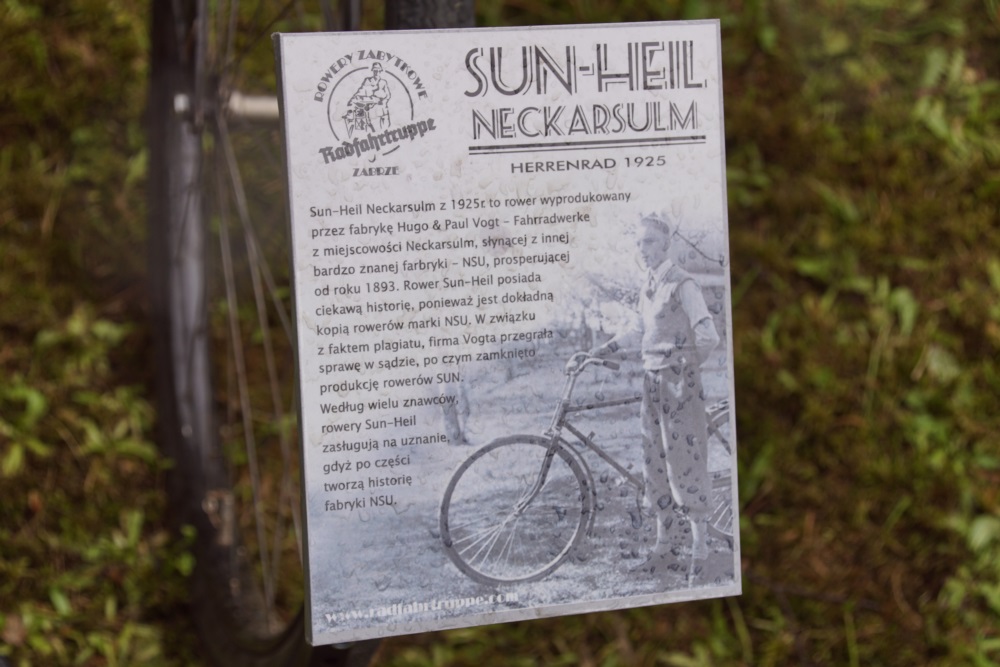 ROWERY ZABYTKOWE
Radfahrtruppe
ZABRZE
SUN-HEIL
NECKARSULM
HERRENRAD 1925
Sun-Heil Neckarsulm z 1925r to rower wyprodukowany
przez fabrykę Hugo & Paul Vogt - Fahrradwerke
z miejscowości Neckarsulm, słynącej z innej
bardzo znanej farbryki - NSU, prosperującej
od roku 1893. Rower Sun-Heil posiada
ciekawą historię, ponieważ jest dokładną
kopią rowerów marki NSU. W związku
z faktem plagiatu, firma Vogta przegrała
sprawę w sądzie, po czym zamknięto
produkcję rowerów SUN.
Według wielu znawców,
rowery Sun-Heil
zasługują na uznanie,
gdyż po części
tworzą historię
fabryki NSU.
www.radfahrtruppe.com